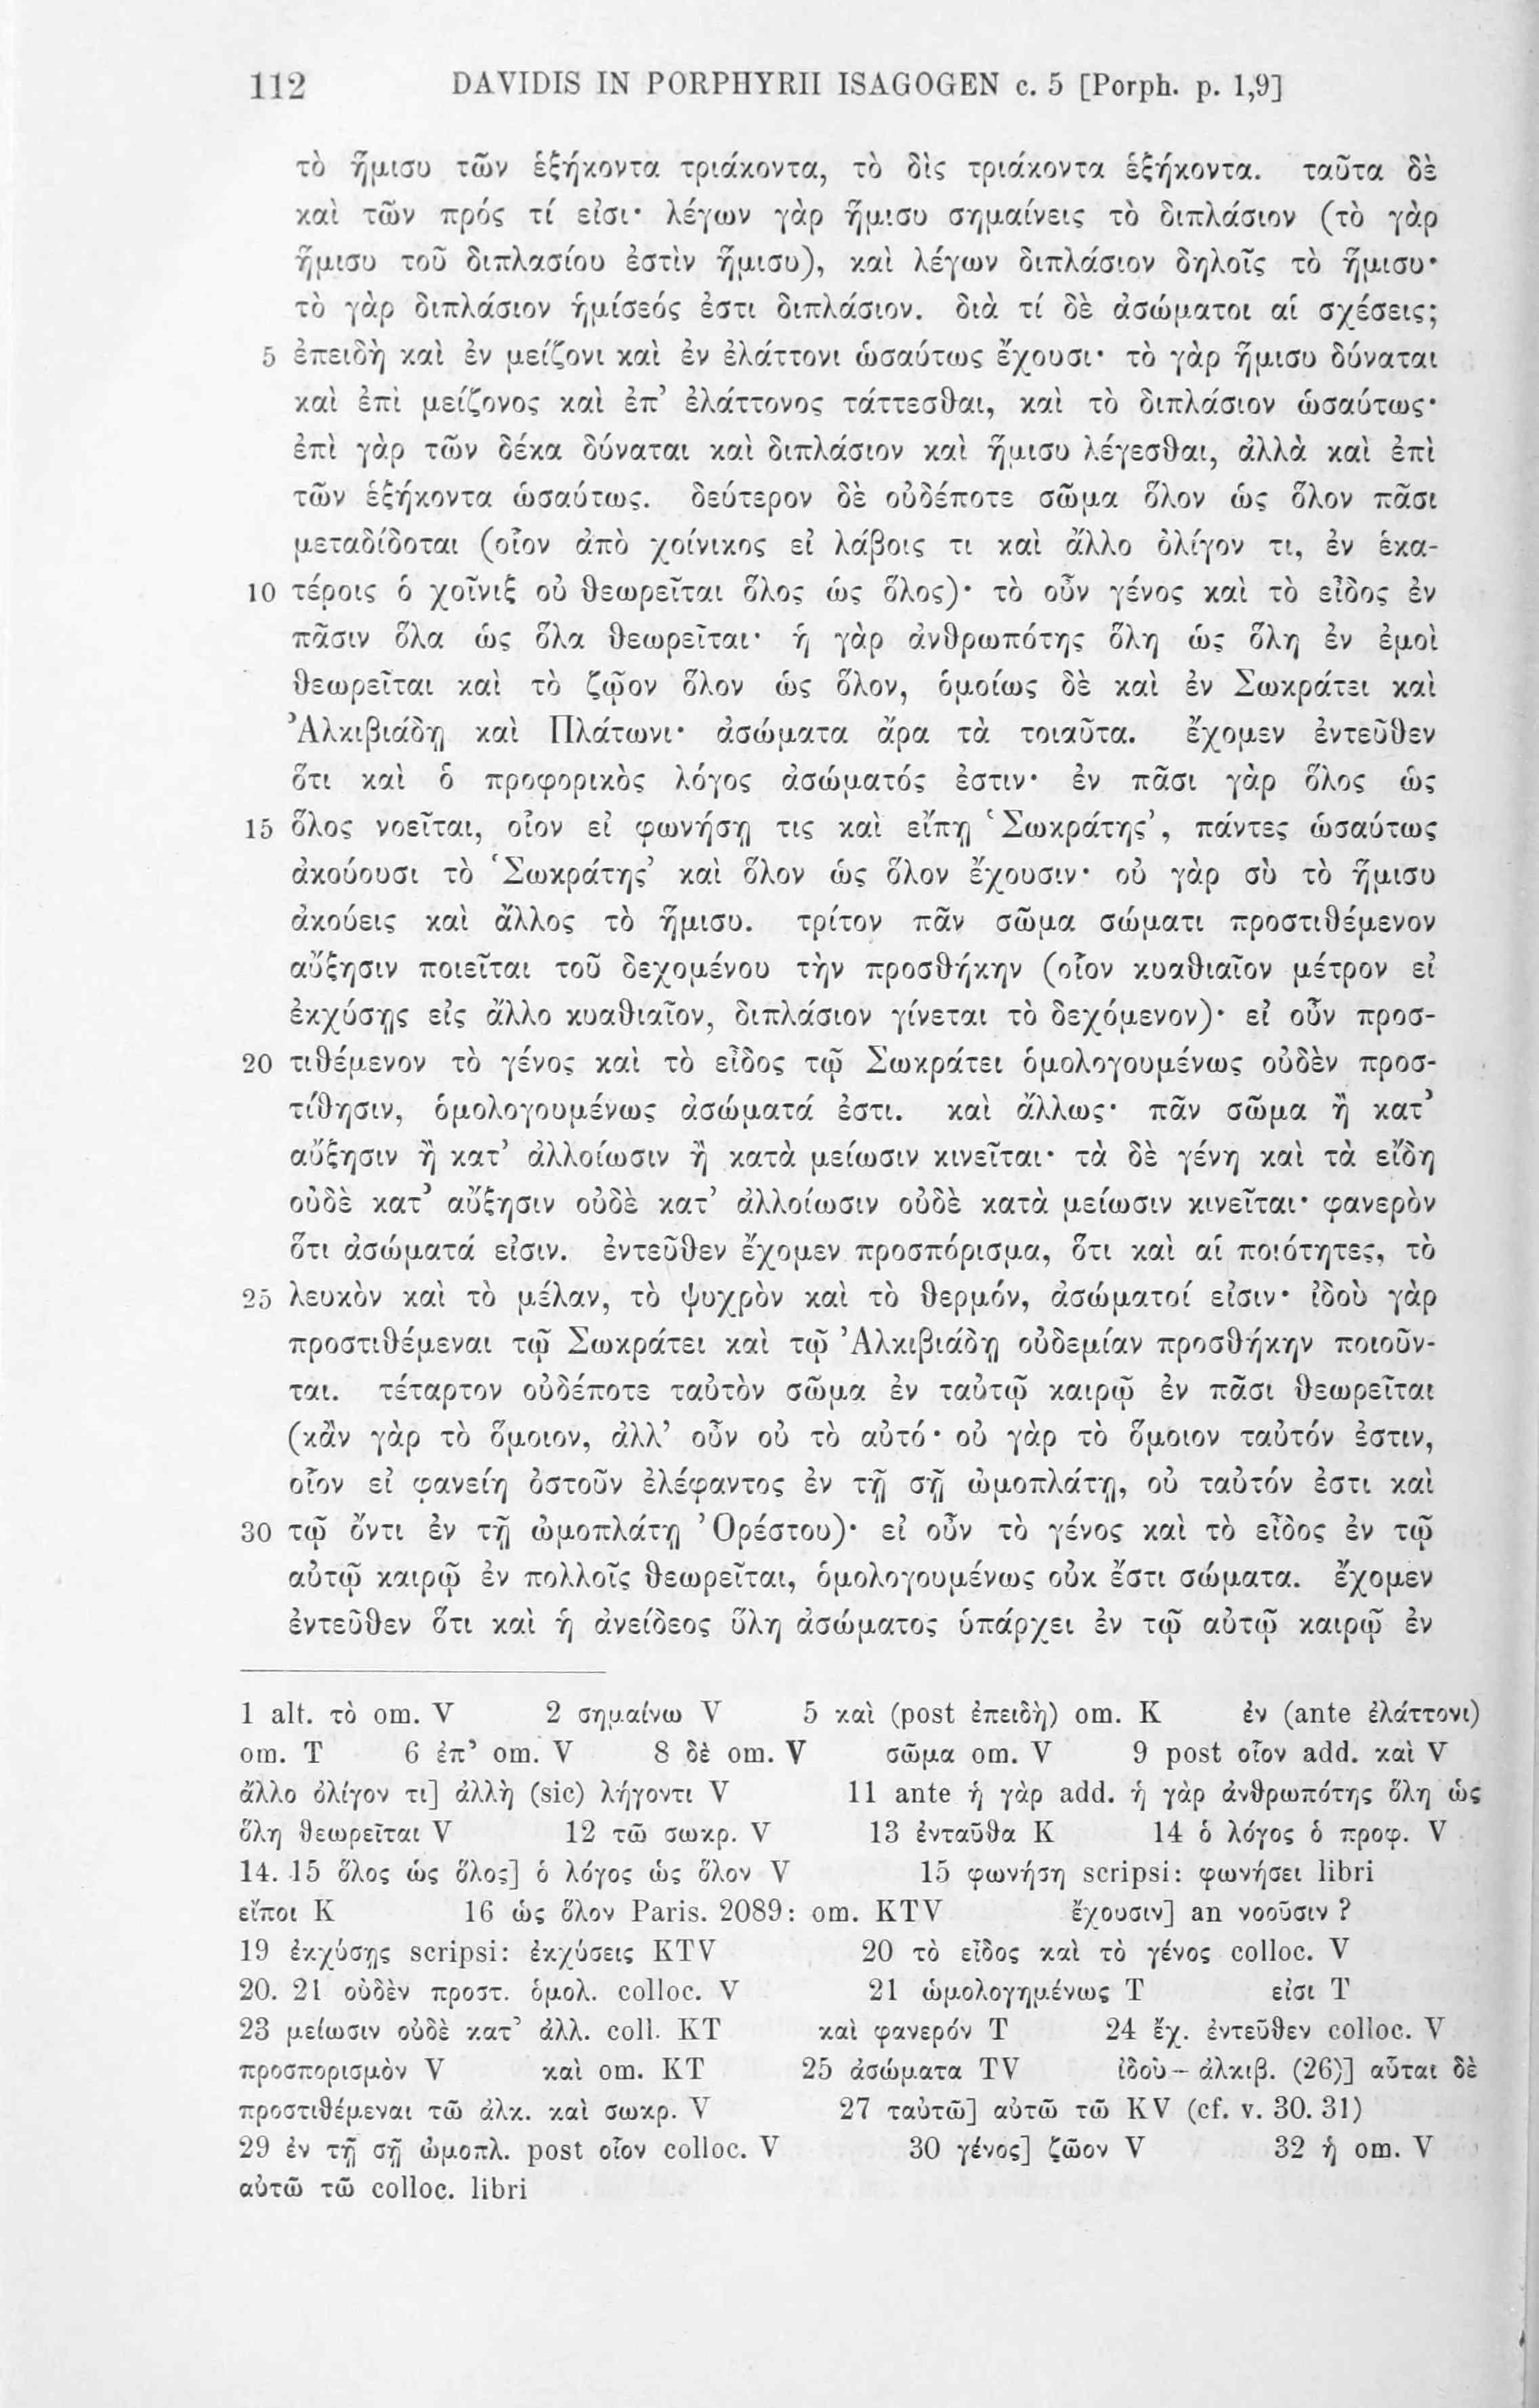 112 DAVIDIS IN PORPHYRII ISAGOGEN c. 5 [Porph. p. 1,9]
τὸ ἥμισυ τῶν ἑξήκοντα τριάκοντα, τὸ δὶς τριάκοντα ἑξήκοντα. ταῦτα δὲ
καὶ τῶν πρός τί εἰσι· λέγων γὰρ ἥμισυ σημαίνεις τὸ διπλάσιον (τὸ γὰρ
ἥμισυ τοῦ διπλασίου ἐστὶν ἥμισυ), καὶ λέγων διπλάσιον δηλοῖς τὸ ἥμισυ·
τὸ γὰρ διπλάσιον ἡμίσεός ἐστι διπλάσιον. διὰ τί δὲ ἀσώματοι αἱ σχέσεις;
5 ἐπειδὴ καὶ ἐν μείζονι καὶ ἐν ἐλάττονι ὡσαύτως ἔχουσι· τὸ γὰρ ἥμισυ δύναται
καὶ ἐπὶ μείζονος καὶ ἐπ’ ἐλάττονος τάττεσθαι, καὶ τὸ διπλάσιον ὡσαύτως·
ἐπὶ γὰρ τῶν δέκα δύναται καὶ διπλάσιον καὶ ἥμισυ λέγεσθαι, ἀλλὰ καὶ ἐπὶ
τῶν ἑξήκοντα ὡσαύτως. δεύτερον δὲ οὐδέποτε σῶμα ὅλον ὡς ὅλον πᾶσι
μεταδίδοται (οἷον ἀπὸ χοίνικος εἰ λάβοις τι καὶ ἄλλο ὀλίγον τι, ἐν ἑκα-
10 τέροις ὁ χοῖνιξ οὐ θεωρεῖται ὅλος ὡς ὅλος)· τὸ οὖν γένος καὶ τὸ εἶδος ἐν
πᾶσιν ὅλα ὡς ὅλα θεωρεῖται· ἡ γὰρ ἀνθρωπότης ὅλη ὡς ὅλη ἐν ἐμοὶ
θεωρεῖται καὶ τὸ ζῷον ὅλον ὡς ὅλον, ὁμοίως δὲ καὶ ἐν Σωκράτει καὶ
Ἀλκιβιάδῃ καὶ Πλάτωνι· ἀσώματα ἄρα τὰ τοιαῦτα. ἔχομεν ἐντεῦθεν
ὅτι καὶ ὁ προφορικὸς λόγος ἀσώματός ἐστιν· ἐν πᾶσι γὰρ ὅλος ὡς
15 ὅλος νοεῖται, οἷον εἰ φωνήσῃ τις καὶ εἴπῃ ‘Σωκράτης’, πάντες ὡσαύτως
ἀκούουσι τὸ ‘Σωκράτης’ καὶ ὅλον ὡς ὅλον ἔχουσιν· οὐ γὰρ σὺ τὸ ἥμισυ
ἀκούεις καὶ ἄλλος τὸ ἥμισυ. τρίτον πᾶν σῶμα σώματι προστιθέμενον
αὔξησιν ποιεῖται τοῦ δεχομένου τὴν προσθήκην (οἷον κυαθιαῖον μέτρον εἰ
ἐκχύσῃς εἰς ἄλλο κυαθιαῖον, διπλάσιον γίνεται τὸ δεχόμενον)· εἰ οὖν προσ-
20 τιθέμενον τὸ γένος καὶ τὸ εἶδος τῷ Σωκράτει ὁμολογουμένως οὐδὲν προσ-
τίθησιν, ὁμολογουμένως ἀσώματά ἐστι. καὶ ἄλλως· πᾶν σῶμα ἢ κατ’
αὔξησιν ἢ κατ’ ἀλλοίωσιν ἢ κατὰ μείωσιν κινεῖται· τὰ δὲ γένη καὶ τὰ εἴδη
οὐδὲ κατ’ αὔξησιν οὐδὲ κατ’ ἀλλοίωσιν οὐδὲ κατὰ μείωσιν κινεῖται· φανερὸν
ὅτι ἀσώματά εἰσιν. ἐντεῦθεν ἔχομεν προσπόρισμα, ὅτι καὶ αἱ ποιότητες, τὸ
25 λευκὸν καὶ τὸ μέλαν, τὸ ψυχρὸν καὶ τὸ θερμόν, ἀσώματοί εἰσιν· ἰδοὺ γὰρ
προστιθέμεναι τῷ Σωκράτει καὶ τῷ Ἀλκιβιάδῃ οὐδεμίαν προσθήκην ποιοῦν-
ται. τέταρτον οὐδέποτε ταὐτὸν σῶμα ἐν ταὐτῷ καιρῷ ἐν πᾶσι θεωρεῖται
(κἂν γὰρ τὸ ὅμοιον, ἀλλ’ οὖν οὐ τὸ αὐτό· οὐ γὰρ τὸ ὅμοιον ταὐτόν ἐστιν,
οἷον εἰ φανείη ὀστοῦν ἐλέφαντος ἐν τῇ σῇ ὠμοπλάτῃ, οὐ ταὐτόν ἐστι καὶ
30 τῷ ὄντι ἐν τῇ ὠμοπλάτῃ Ὀρέστου)· εἰ οὖν τὸ γένος καὶ τὸ εἶδος ἐν τῷ
αὐτῷ καιρῷ ἐν πολλοῖς θεωρεῖται, ὁμολογουμένως οὐκ ἔστι σώματα. ἔχομεν
ἐντεῦθεν ὅτι καὶ ἡ ἀνείδεος ὕλη ἀσώματος ὑπάρχει ἐν τῷ αὐτῷ καιρῷ ἐν
1 alt. τὸ om. V 2 σημαίνω V 5 καὶ (post ἐπειδὴ) om. K ἐν (ante ἐλάττονι)
om. T 6 ἐπ’ om. V 8 δὲ om. V σῶμα om. V 9 post οἷον add. καὶ V
ἄλλο ὀλίγον τι] ἀλλὴ (sic) λήγοντι V 11 ante ἡ γὰρ add. ἡ γὰρ ἀνθρωπότης ὅλη ὡς
ὅλη θεωρεῖται V 12 τῶ σωκρ. V 13 ἐνταῦθα K 14 ὁ λόγος ὁ προφ. V
14. 15 ὅλος ὡς ὅλος] ὁ λόγος ὡς ὅλον V 15 φωνήσῃ scripsi: φωνήσει libri
εἴποι K 16 ὡς ὅλον Paris. 2089: om. KTV ἔχουσιν] an νοοῦσιν?
19 ἐκχύσῃς scripsi: ἐκχύσεις KTV 20 τὸ εἶδος καὶ τὸ γένος colloc. V
20. 21 οὐδὲν προστ. ὁμολ. colloc. V 21 ὡμολογημένως T εἰσι T
23 μείωσιν οὐδὲ κατ’ ἀλλ. coll. KT καὶ φανερόν T 24 ἔχ. ἐντεῦθεν colloc. V
προσπορισμὸν V καὶ om. KT 25 ἀσώματα TV ἰδοὺ – ἀλκιβ. (26)] αὗται δὲ
προστιθέμεναι τῶ ἀλκ. καὶ σωκρ. V 27 ταὐτῶ] αὐτῶ τῶ KV (cf. v. 30. 31)
29 ἐν τῇ σῇ ὠμοπλ. post οἷον colloc. V 30 γένος] ζῶον V 32 ἡ om. V
αὐτῶ τῶ colloc. libri